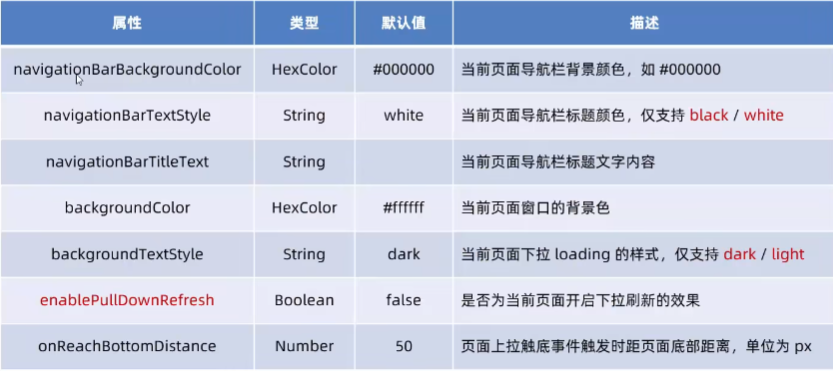 属性 类型 默认值 描述
navigationBarBackgroundColor HexColor #000000 当前页面导航栏背景颜色，如 #000000
navigationBarTextStyle String white 当前页面导航栏标题颜色，仅支持 black / white
navigationBarTitleText String 当前页面导航栏标题文字内容
backgroundColor HexColor #ffffff 当前页面窗口的背景色
backgroundTextStyle String dark 当前页面下拉 loading 的样式，仅支持 dark / light
enablePullDownRefresh Boolean false 是否为当前页面开启下拉刷新的效果
onReachBottomDistance Number 50 页面上拉触底事件触发时距页面底部距离，单位为 px